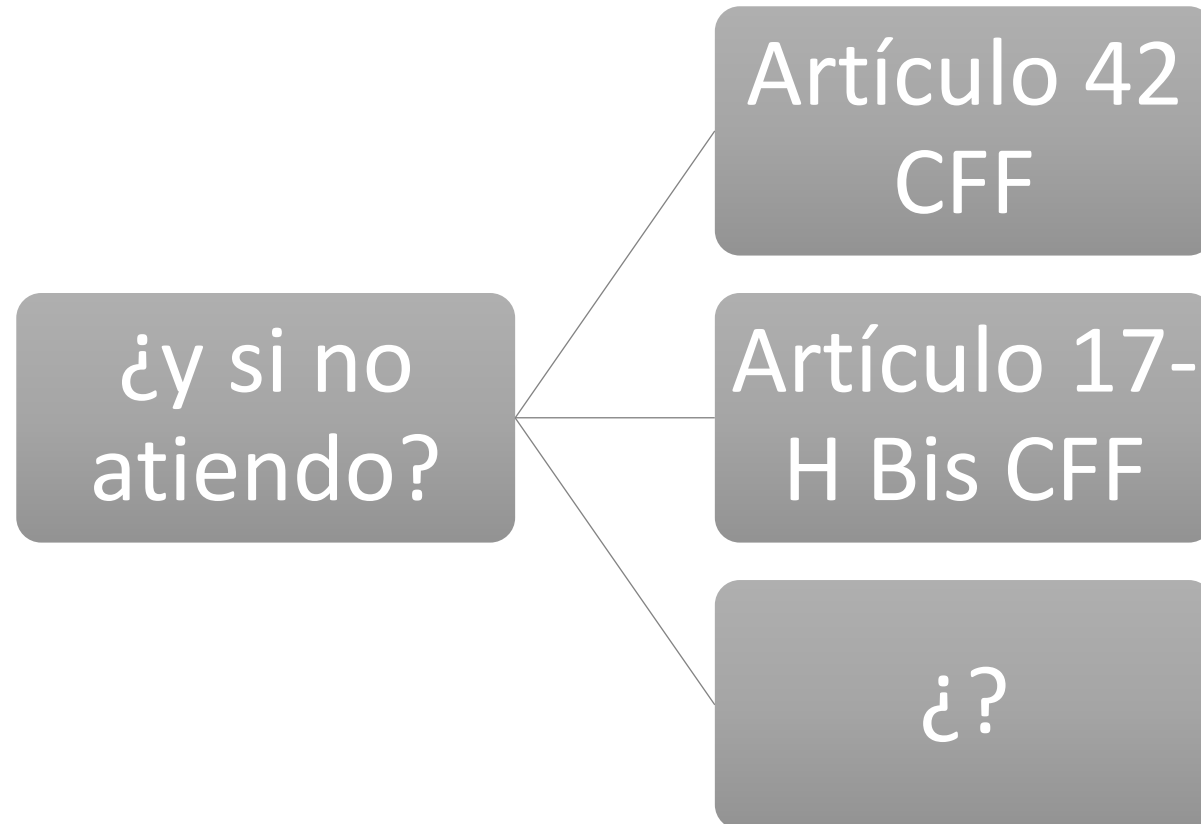 ¿y si no
atiendo?
Artículo 42
CFF
Artículo 17-
H Bis CFF
¿?